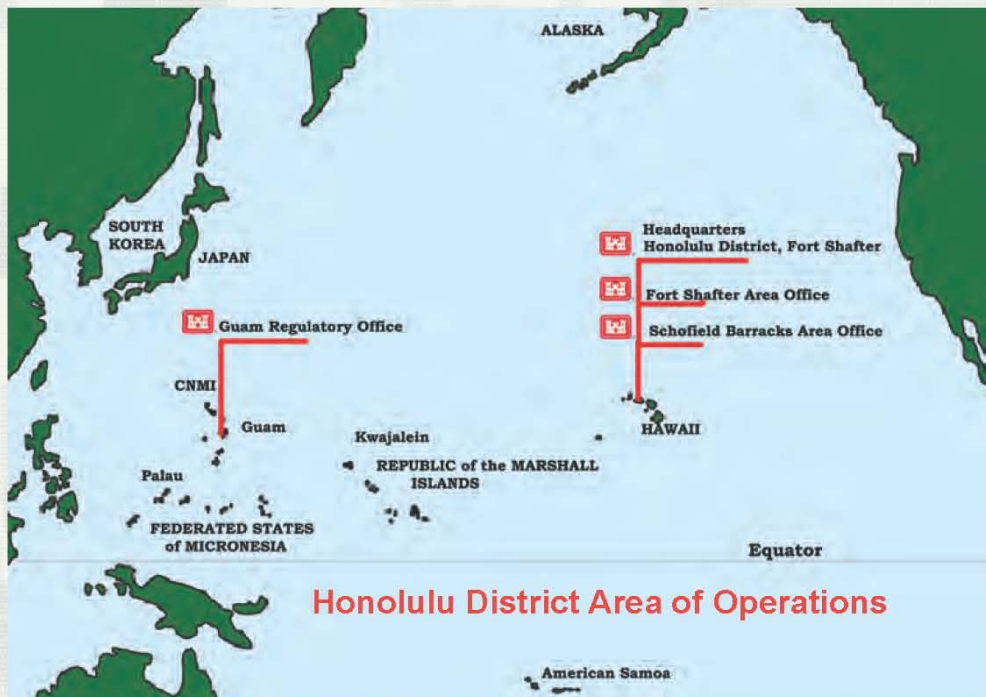 ALASKA
SOUTH
KOREA
JAPAN
Headquarters
Honolulu District, Fort Shafter
Fort Shafter Area Office
Schofield Barracks Area Office
Guam Regulatory Office
CNMI
Guam
HAWAII
Kwajalein
REPUBLIC of the MARSHALL
ISLANDS
Palau
FEDERATED STATES
of MICRONESIA
Equator
Honolulu District Area of Operations
American Samoa